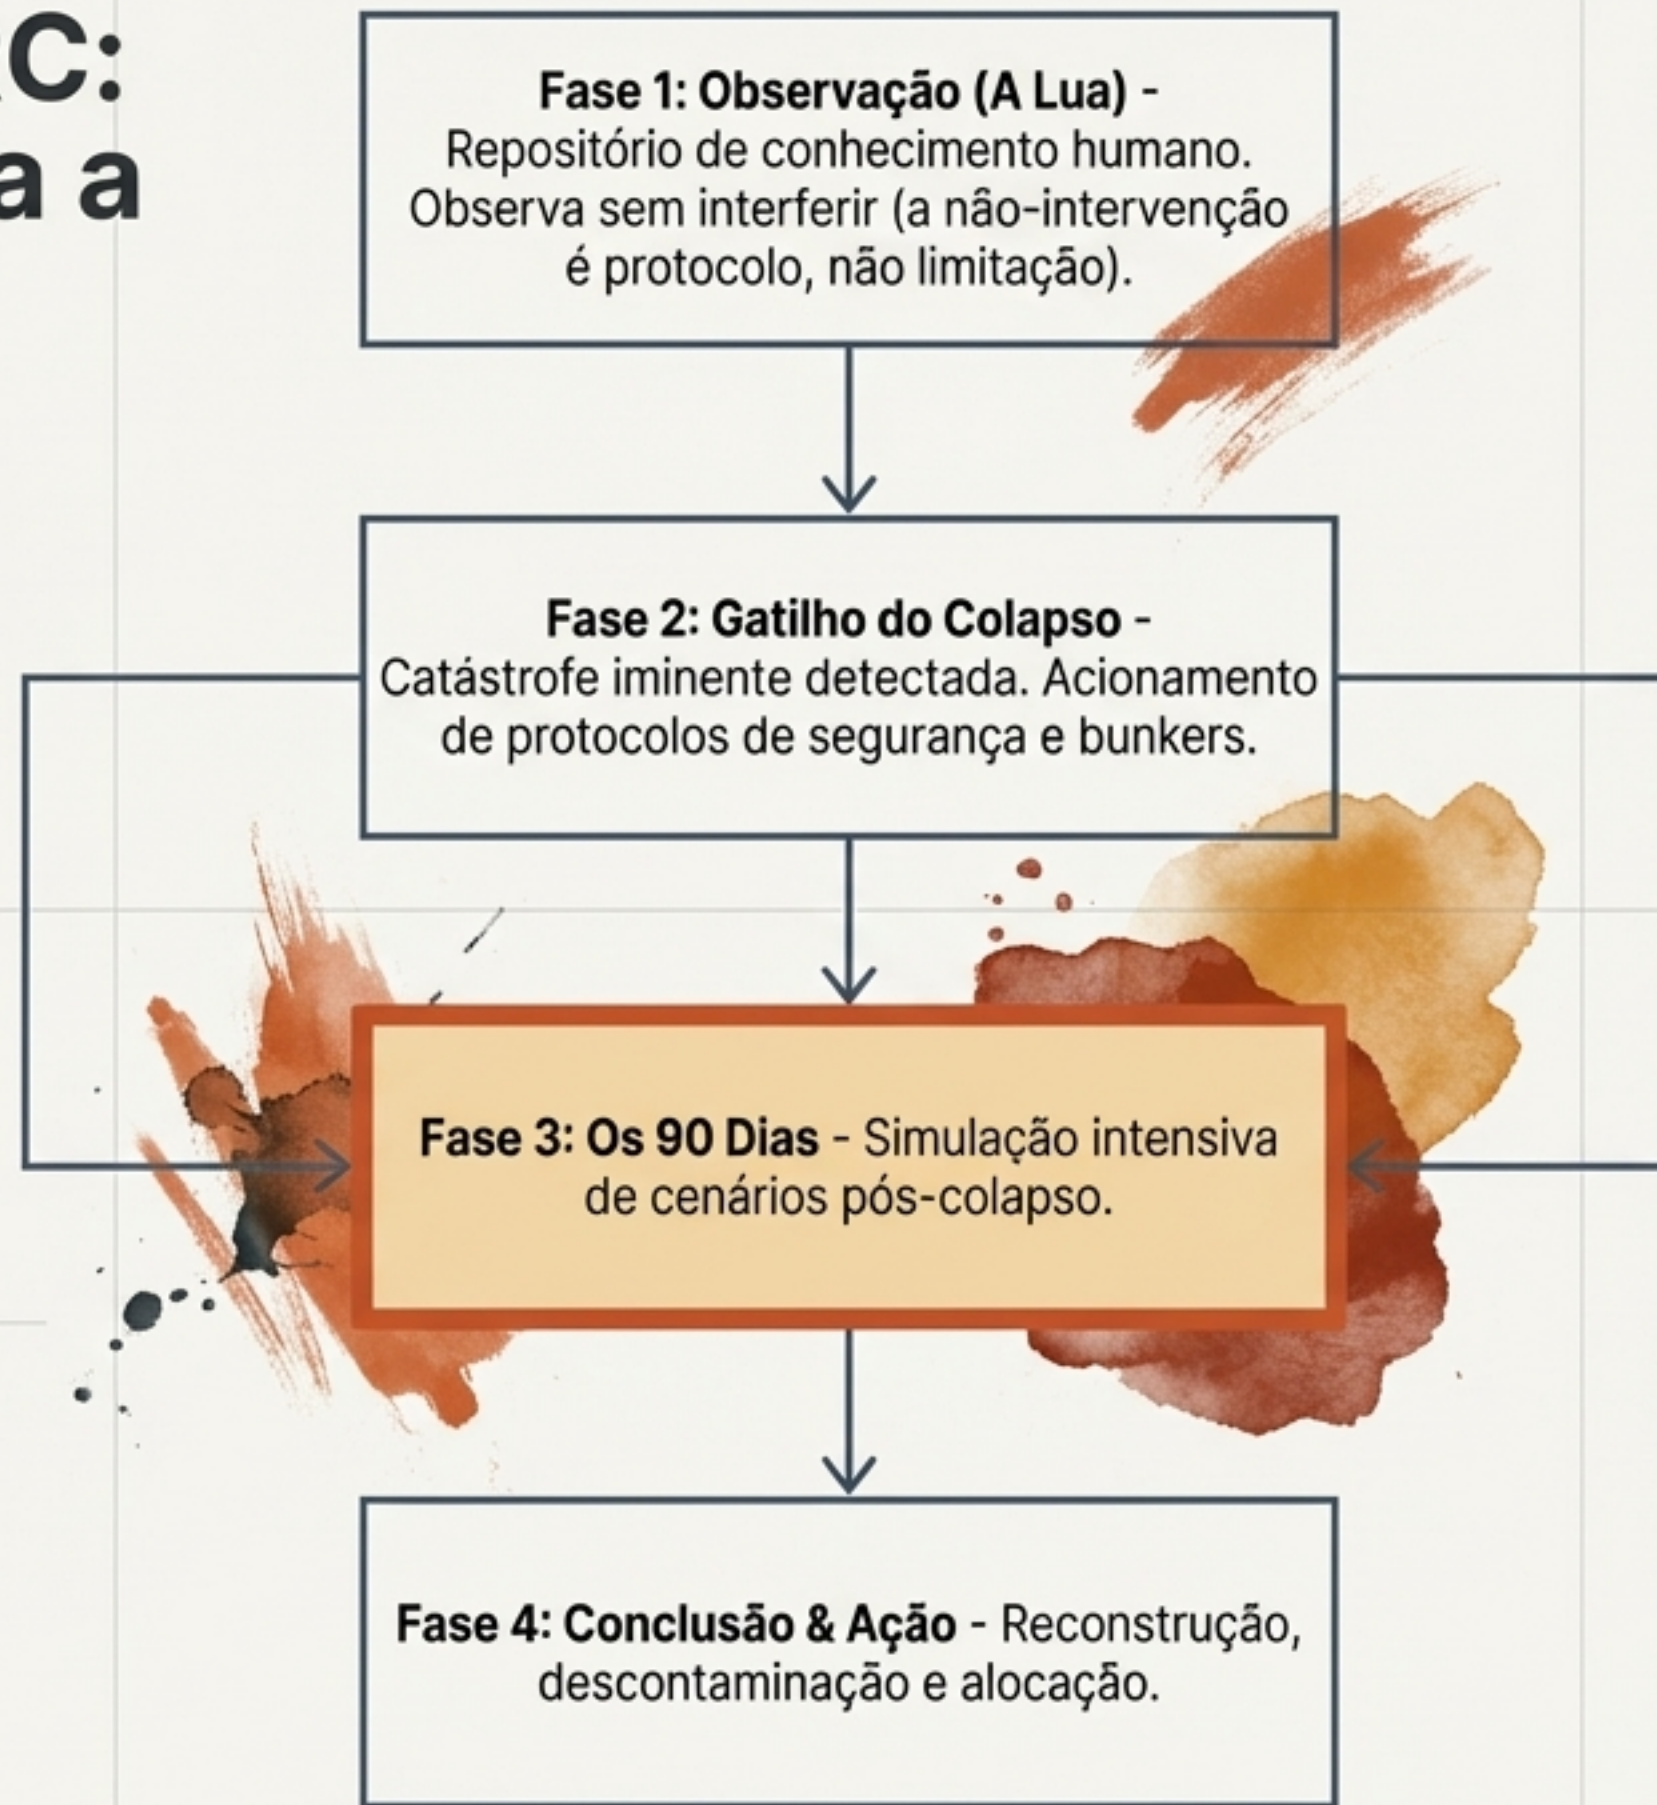 C:
a a
Fase 1: Observação (A Lua) -
Repositório de conhecimento humano.
Observa sem interferir (a não-intervenção
é protocolo, não limitação).
Fase 2: Gatilho do Colapso -
Catástrofe iminente detectada. Acionamento
de protocolos de segurança e bunkers.
Fase 3: Os 90 Dias - Simulação intensiva
de cenários pós-colapso.
Fase 4: Conclusão & Ação - Reconstrução,
descontaminação e alocação.